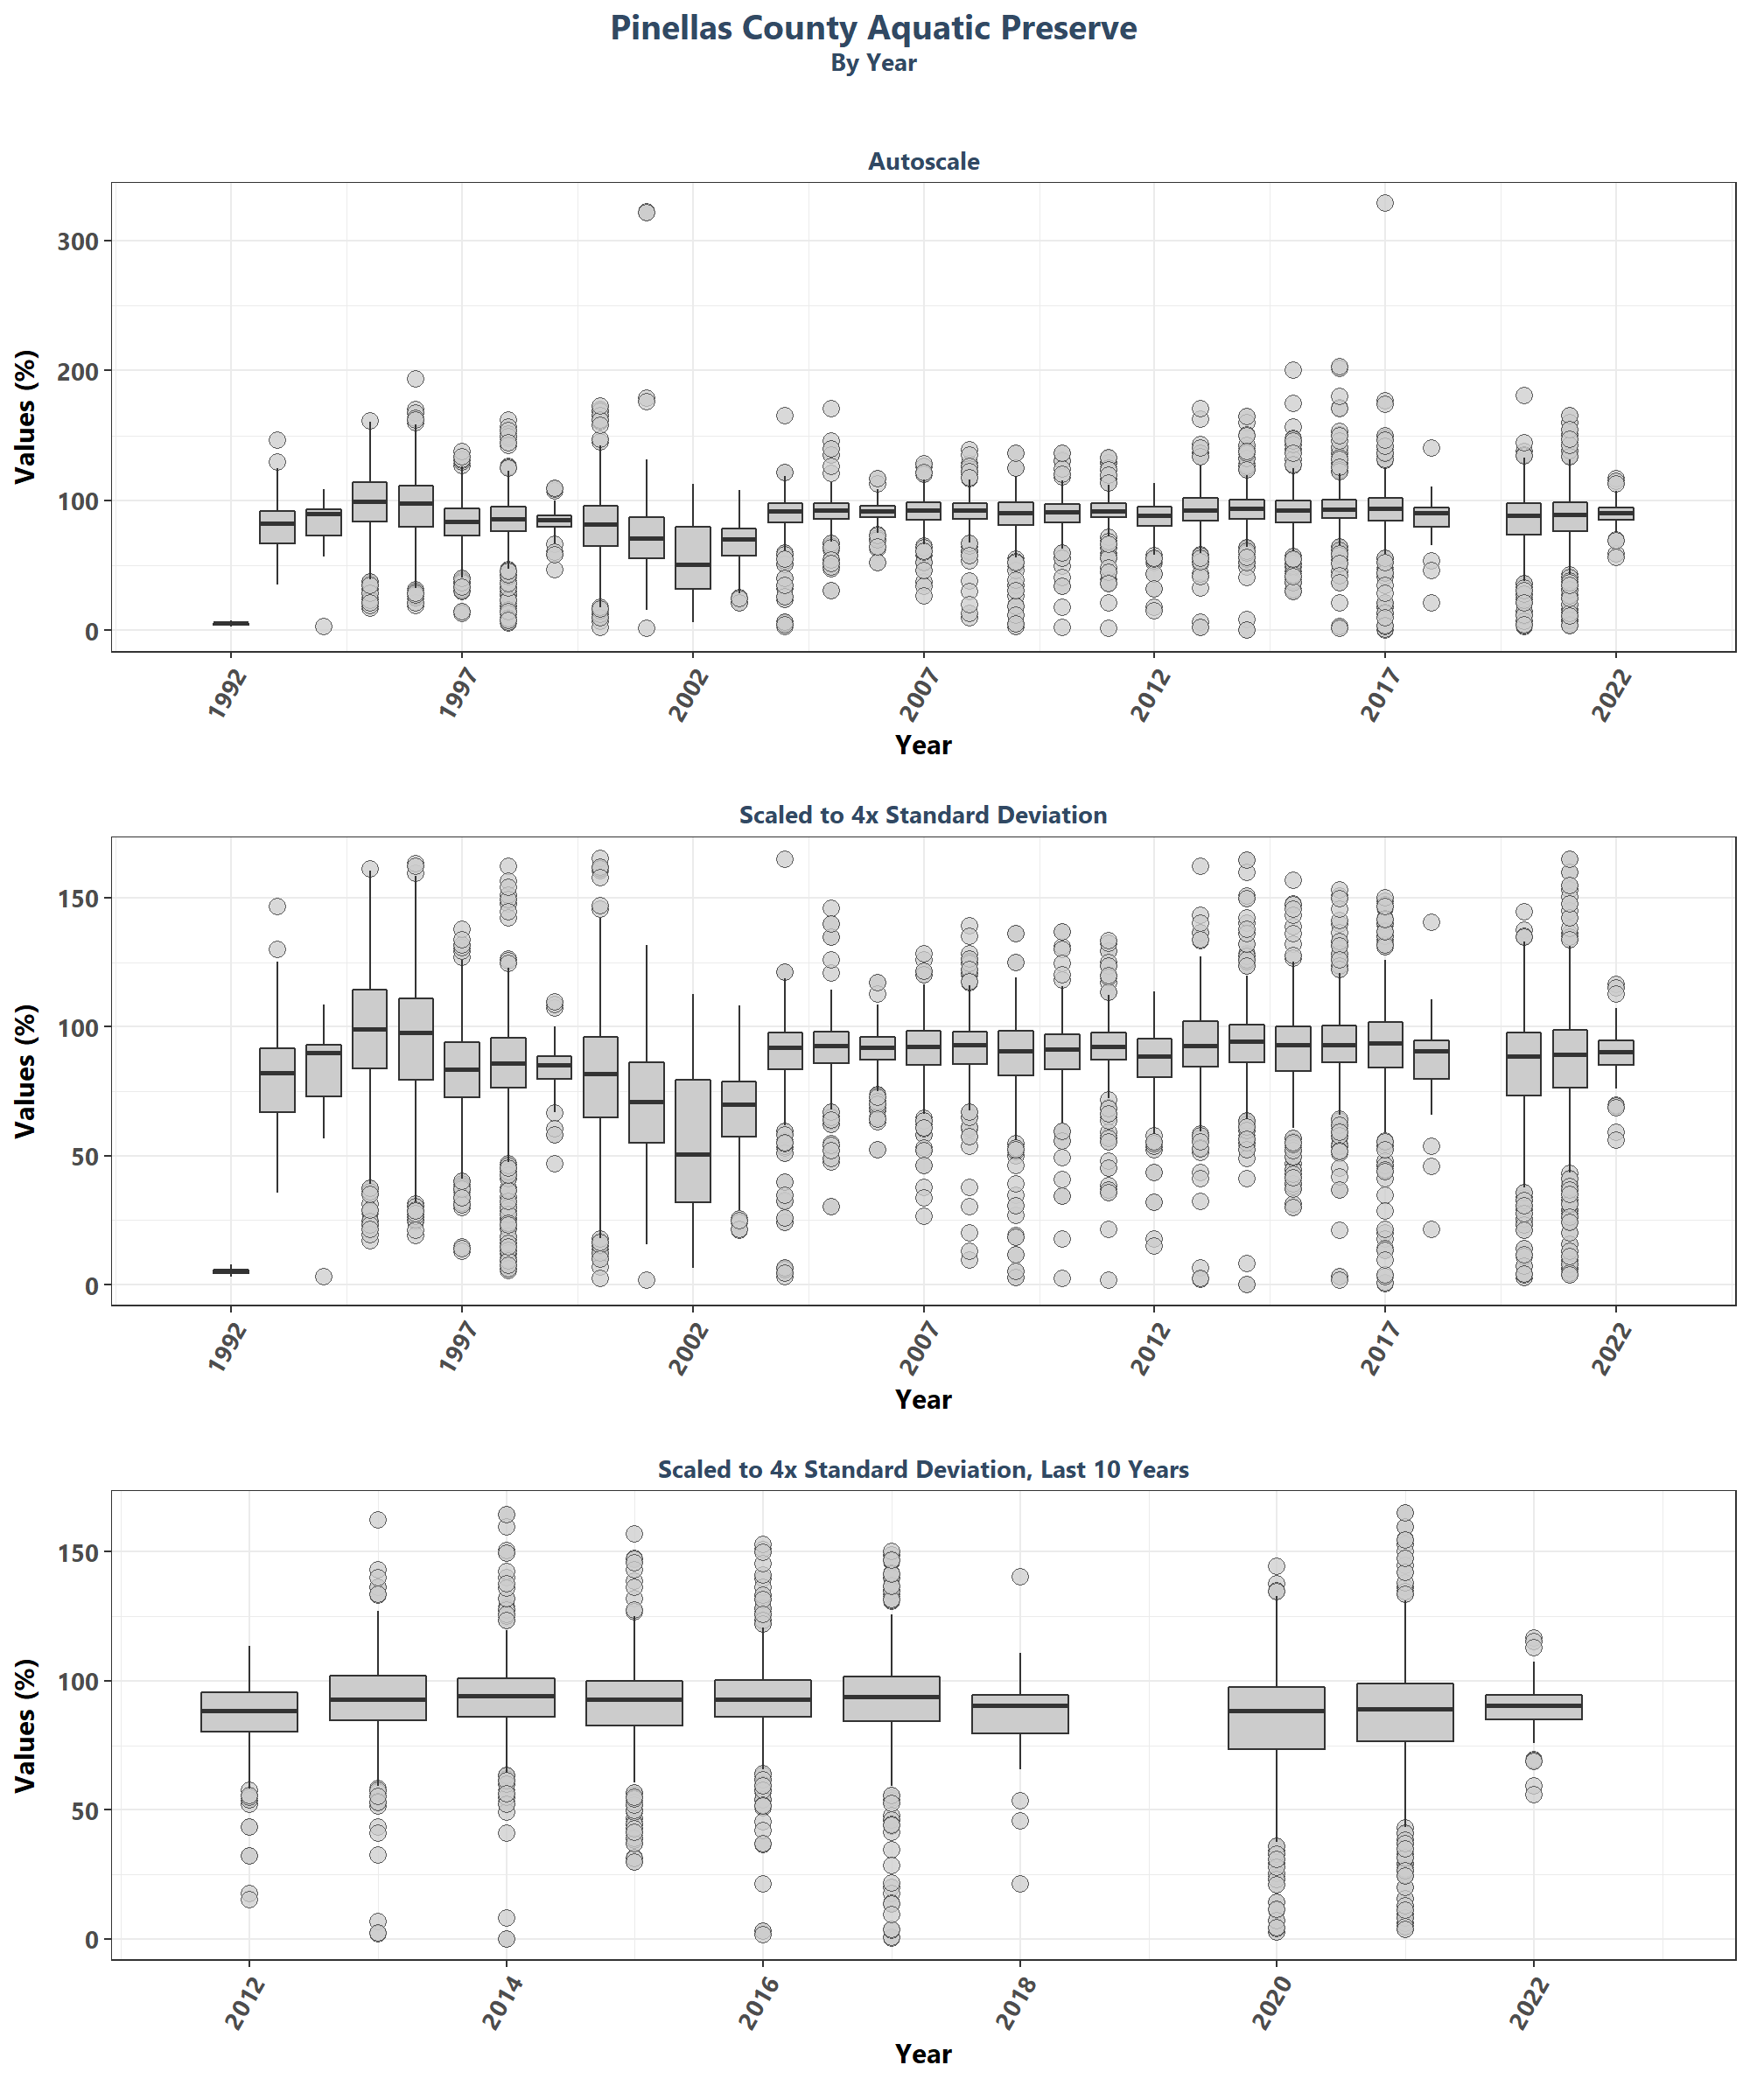 Pinellas County Aquatic Preserve
By Year
Autoscale
Values (%)
300
200
100
0
1992
1997
2002
2007
2012
2017
2022
Year
Scaled to 4x Standard Deviation
Values (%)
150
100
50
0
1992
1997
2002
2007
2012
2017
2022
Year
Scaled to 4x Standard Deviation, Last 10 Years
Values (%)
150
100
50
0
2012
2014
2016
2018
2020
2022
Year